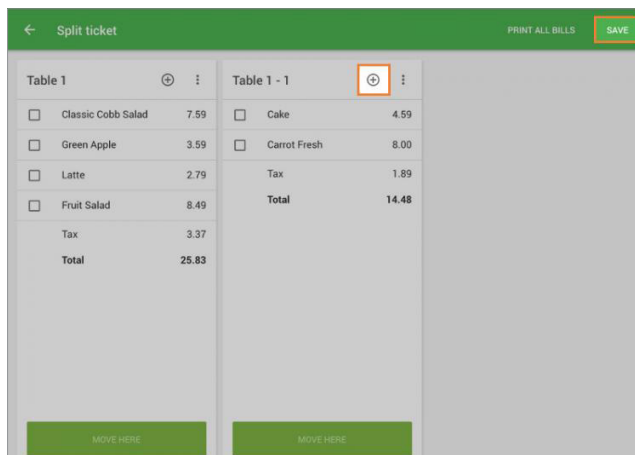 Split ticket
PRINT ALL BILLS
SAVE
Table 1
Classic Cobb Salad 7.59
Green Apple 3.59
Latte 2.79
Fruit Salad 8.49
Tax 3.37
Total 25.83
MOVE HERE
Table 1 - 1
Cake 4.59
Carrot Fresh 8.00
Tax 1.89
Total 14.48
MOVE HERE